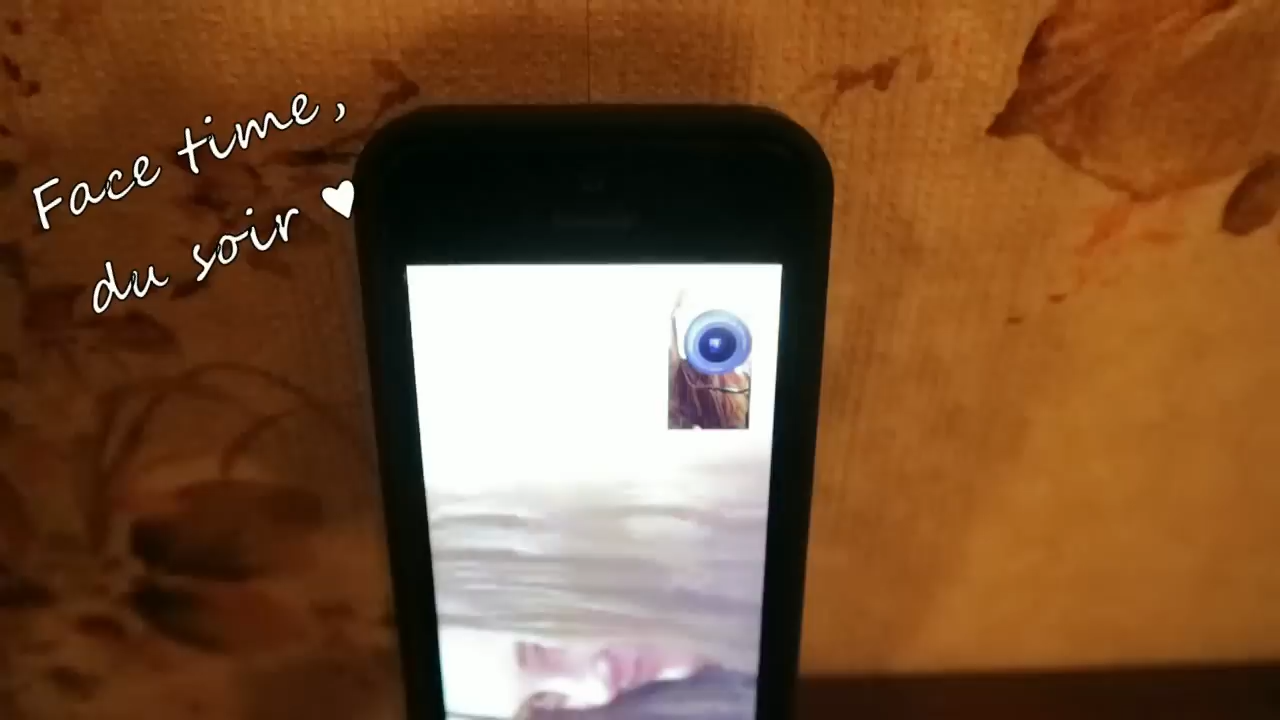 Face time,
du soir ♥